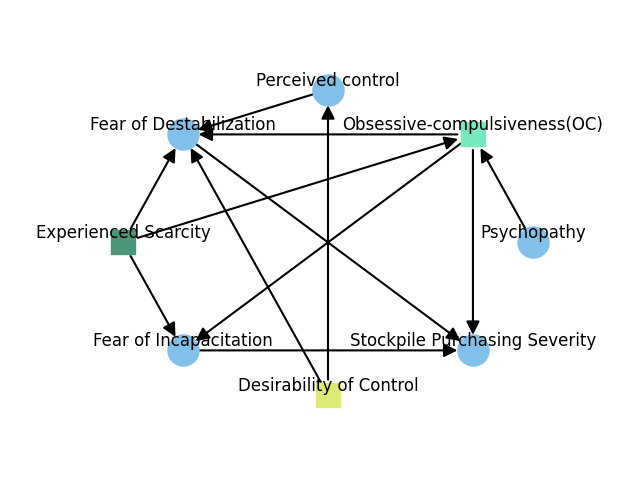 Perceived control
Fear of Destabilization
Obsessive-compulsiveness(OC)
Experienced Scarcity
Psychopathy
Fear of Incapacitation
Stockpile Purchasing Severity
Desirability of Control